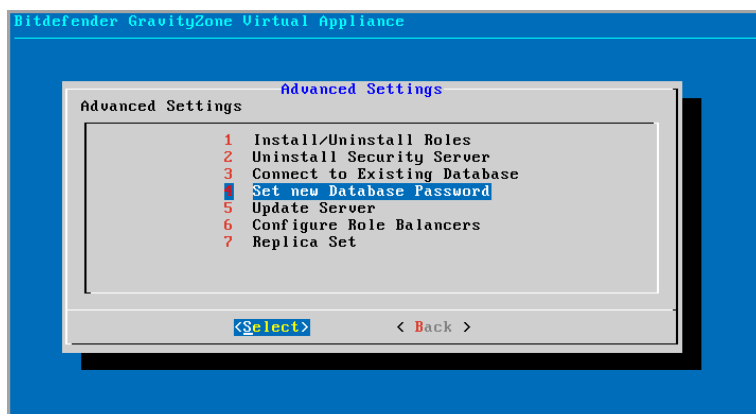 Bitdefender GravityZone Virtual Appliance
Advanced Settings
Advanced Settings
1 Install/Uninstall Roles
2 Uninstall Security Server
3 Connect to Existing Database
4 Set new Database Password
5 Update Server
6 Configure Role Balancers
7 Replica Set
<Select> < Back >